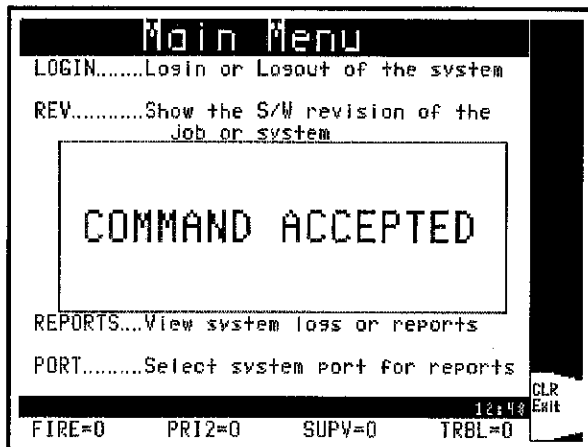 Main Menu
LOGIN.......Login or Logout of the system
REV...........Show the S/W revision of the
Job or system
COMMAND ACCEPTED
REPORTS....View system logs or reports
PORT.........Select system port for reports
12:48
CLR
Exit
FIRE=0 PRI2=0 SUPV=0 TRBL=0